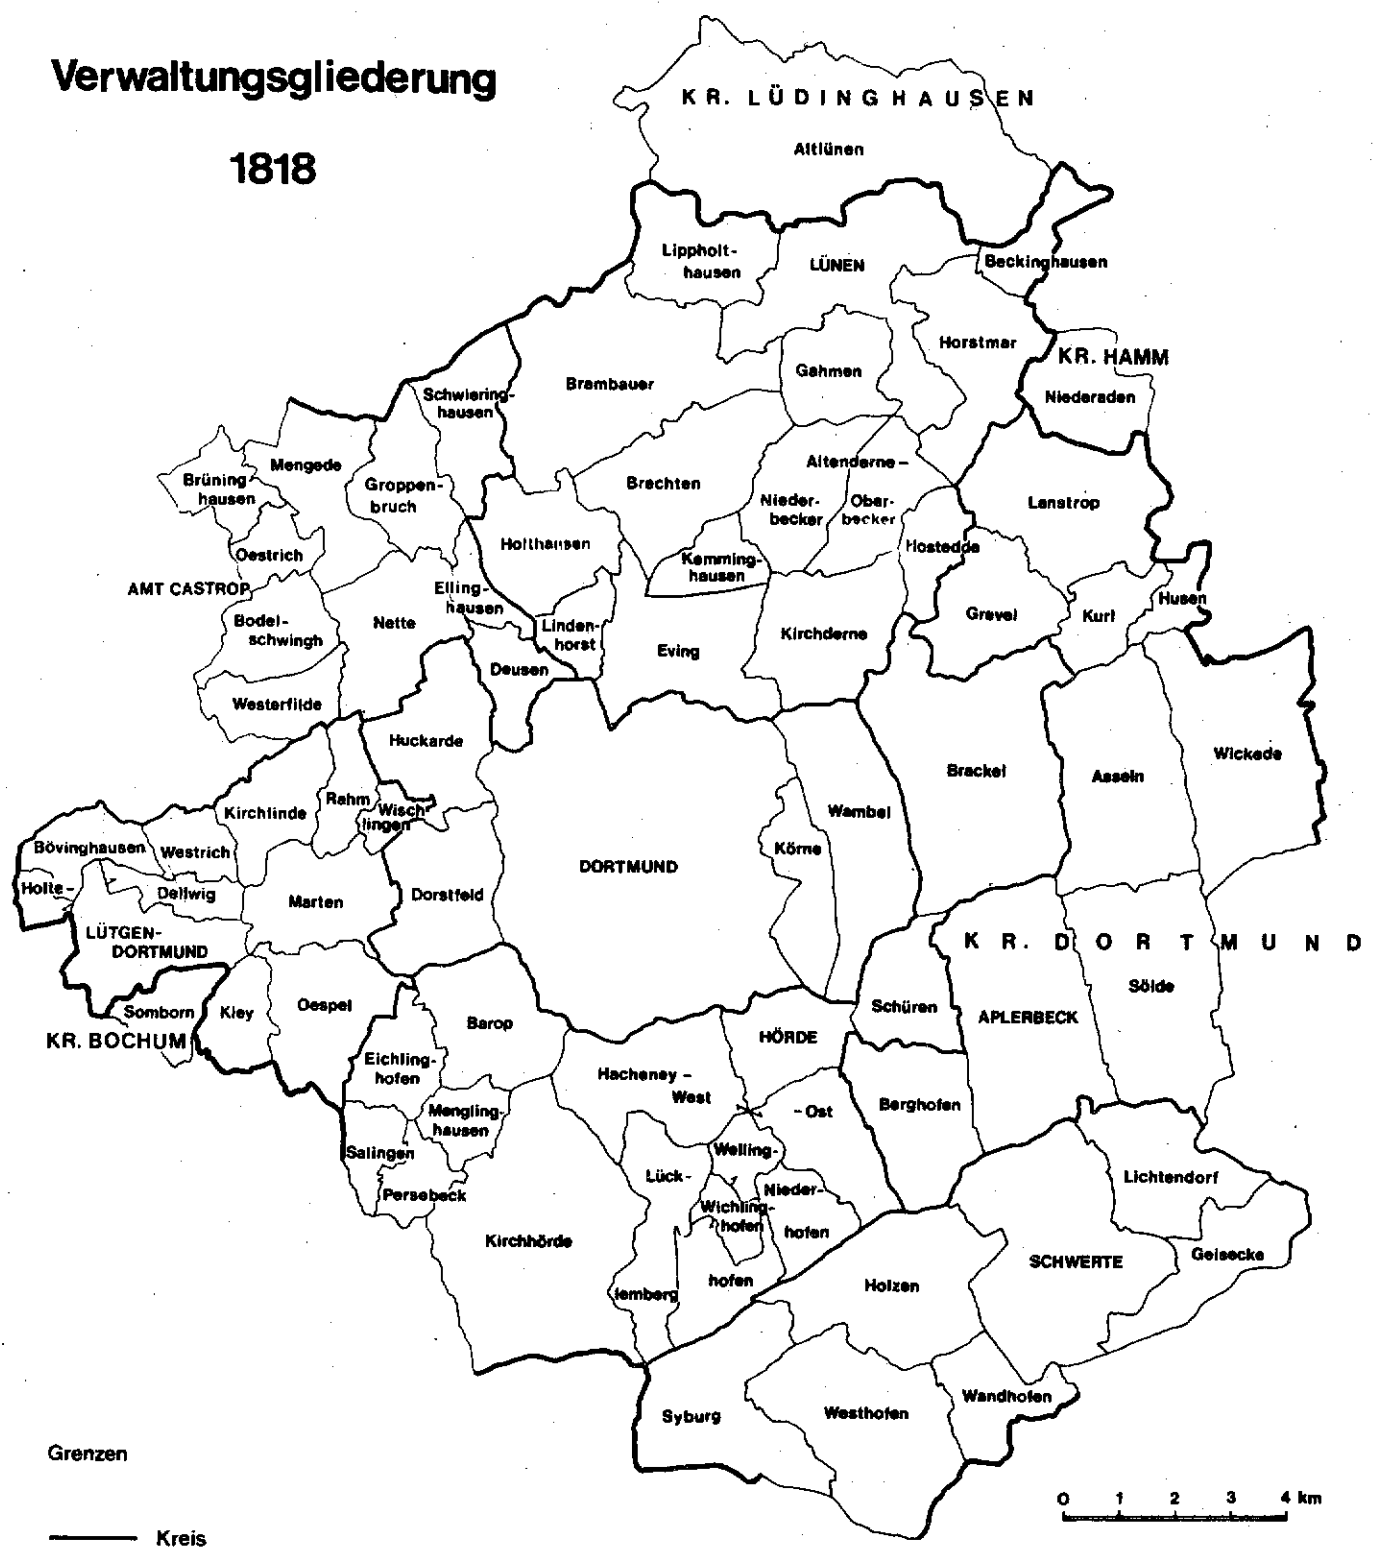 Verwaltungsgliederung
1818
KR. LÜDINGHAUSEN
Altlünen
Lippholt-
hausen
LÜNEN
Beckinghausen
Horstmar
KR. HAMM
Niederaden
Gahmen
Brambauer
Schwiering-
hausen
Mengede
Brüning-
hausen
Groppen-
bruch
Brechten
Altenderne-
Nieder-
becker
Ober-
becker
Lanstrop
Oestrich
Holthausen
Kemming-
hausen
Hostedde
AMT CASTROP
Elling-
hausen
Grevel
Kurl
Husen
Bodel-
schwingh
Nette
Linden-
horst
Eving
Kirchderne
Deusen
Westerfilde
Huckarde
Brackel
Asseln
Wickede
Kirchlinde
Rahm
Wisch-
lingen
Wambel
Bövinghausen
Westrich
Körne
DORTMUND
Holte-
Dellwig
Marten
Dorstfeld
LÜTGEN-
DORTMUND
KR. DORTMUND
Somborn
Kley
Oespel
Barop
Schüren
APLERBECK
Sölde
KR. BOCHUM
HÖRDE
Eichling-
hofen
Hacheney-
West
-Ost
Berghofen
Mengling-
hausen
Salingen
Welling-
Lück-
Persebeck
Nieder-
Wichling-
hofen
hofen
Lichtendorf
Kirchhörde
SCHWERTE
Geisecke
hofen
lemberg
Holzen
Wandhofen
Syburg
Westhofen
Grenzen
0 1 2 3 4 km
Kreis